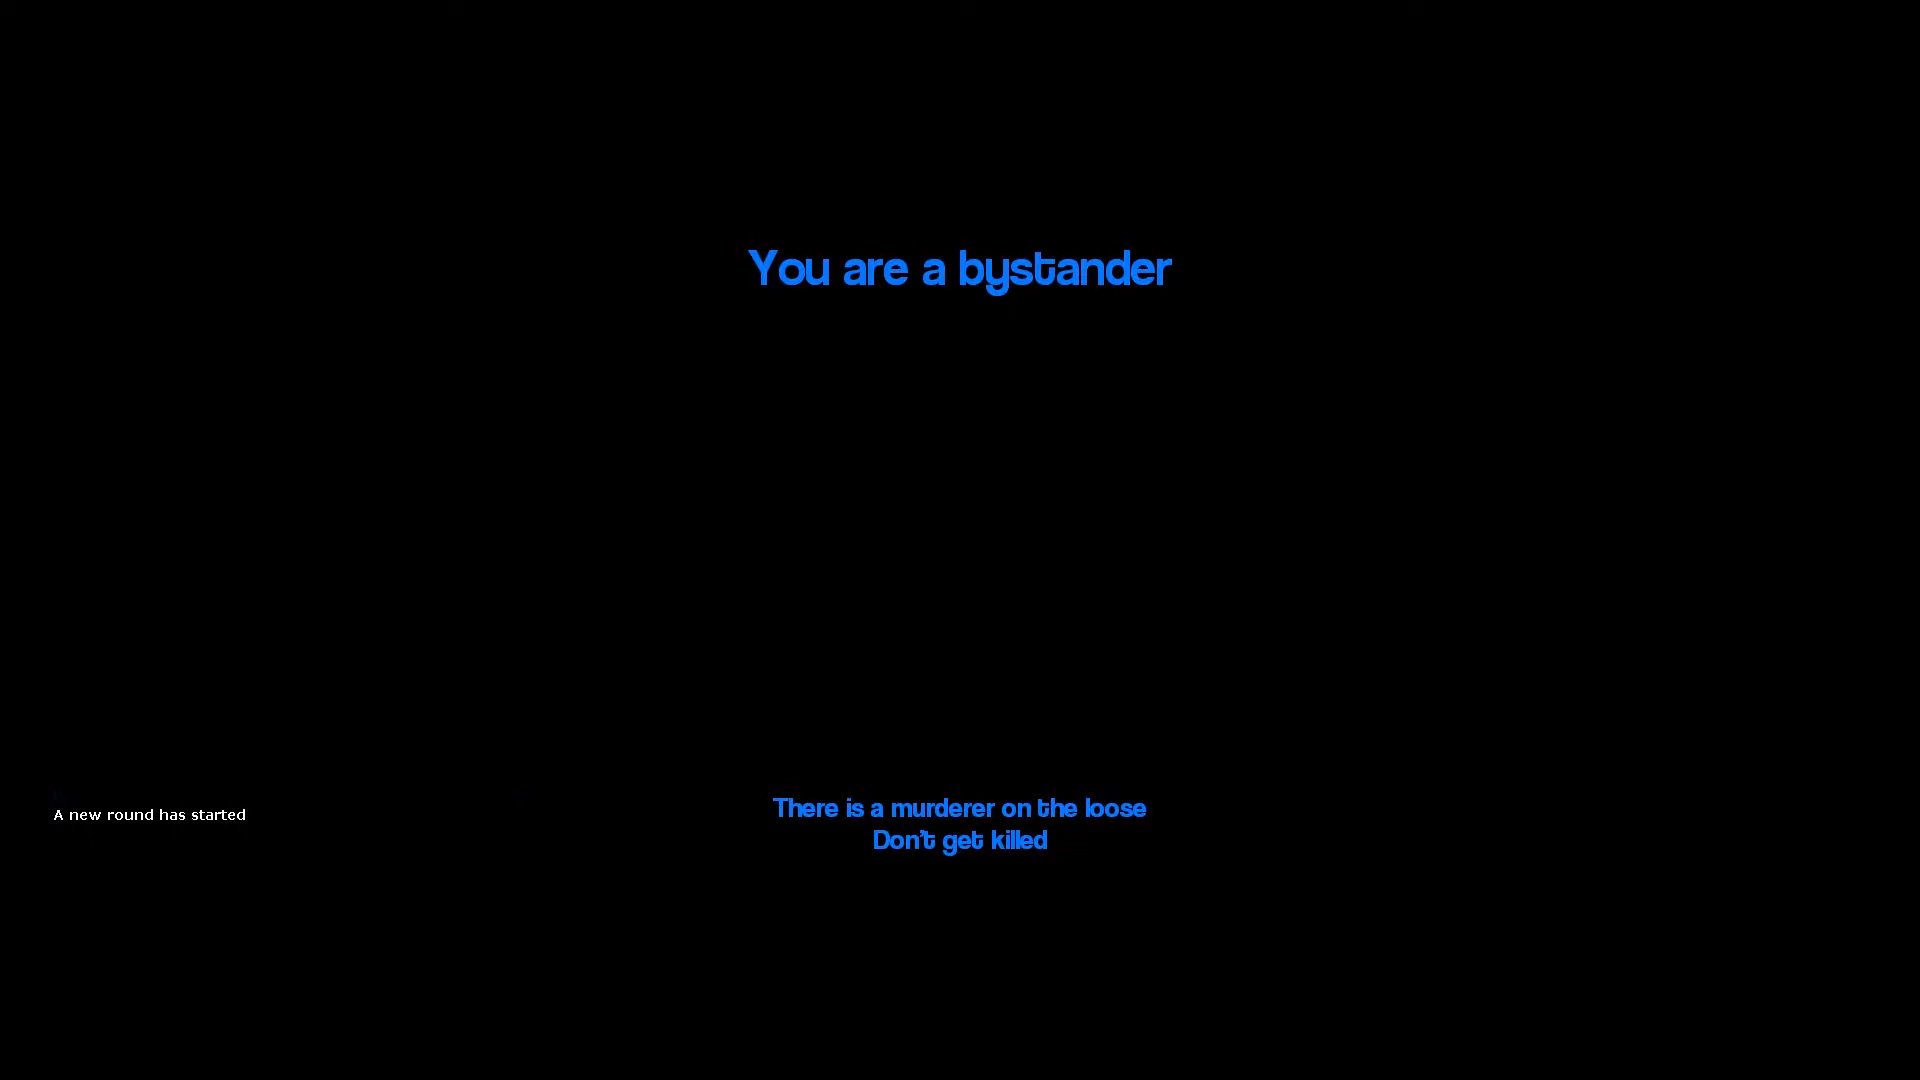 You are a bystander
There is a murderer on the loose
Don't get killed
A new round has started